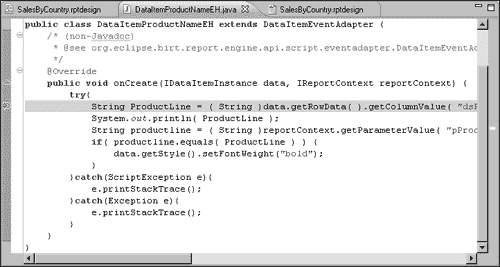 SalesByCountry.rptdesign DataItemProductNameEH.java SalesByCountry.rptdesign
public class DataItemProductNameEH extends DataItemEventAdapter {
/* (non-Javadoc)
* @see org.eclipse.birt.report.engine.api.script.eventadapter.DataItemEventAd
*/
@Override
public void onCreate(IDataItemInstance data, IReportContext reportContext) {
try{
String ProductLine = ( String )data.getRowData( ).getColumnValue( "dsP
System.out.println( ProductLine );
String productline = ( String )reportContext.getParameterValue( "pProd
if( productline.equals( ProductLine ) ) {
data.getStyle().setFontWeight("bold");
}
}catch(ScriptException e){
e.printStackTrace();
}catch(Exception e){
e.printStackTrace();
}
}
}